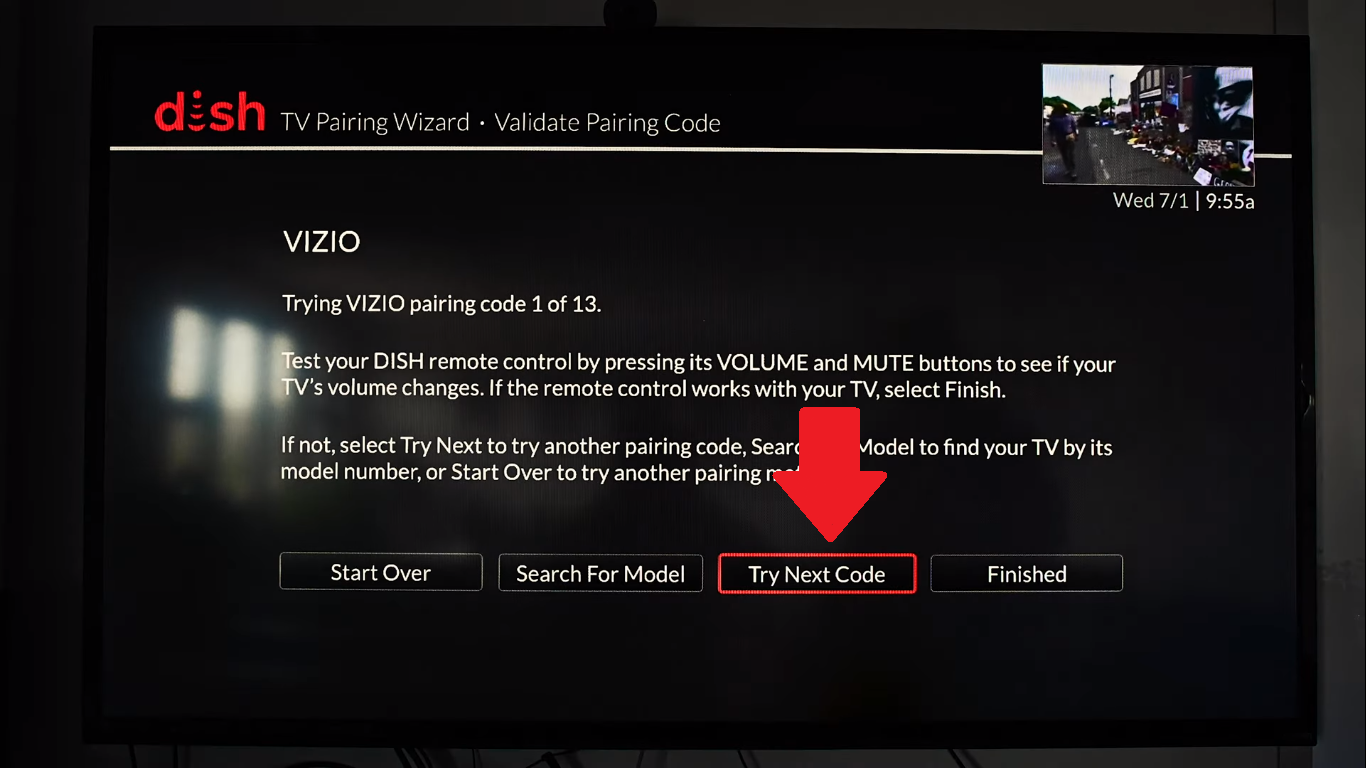 dish TV Pairing Wizard · Validate Pairing Code
Wed 7/1 | 9:55a
VIZIO
Trying VIZIO pairing code 1 of 13.
Test your DISH remote control by pressing its VOLUME and MUTE buttons to see if your
TV's volume changes. If the remote control works with your TV, select Finish.
If not, select Try Next to try another pairing code, Model to find your TV by its
model number, or Start Over to try another pairing
Start Over
Search For Model
Try Next Code
Finished